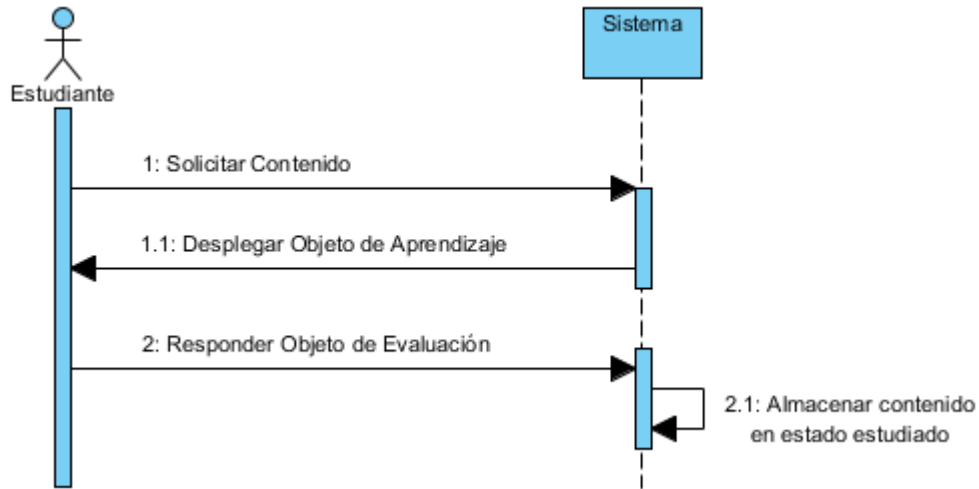 Sistema
Estudiante
1: Solicitar Contenido
1.1: Desplegar Objeto de Aprendizaje
2: Responder Objeto de Evaluación
2.1: Almacenar contenido
en estado estudiado